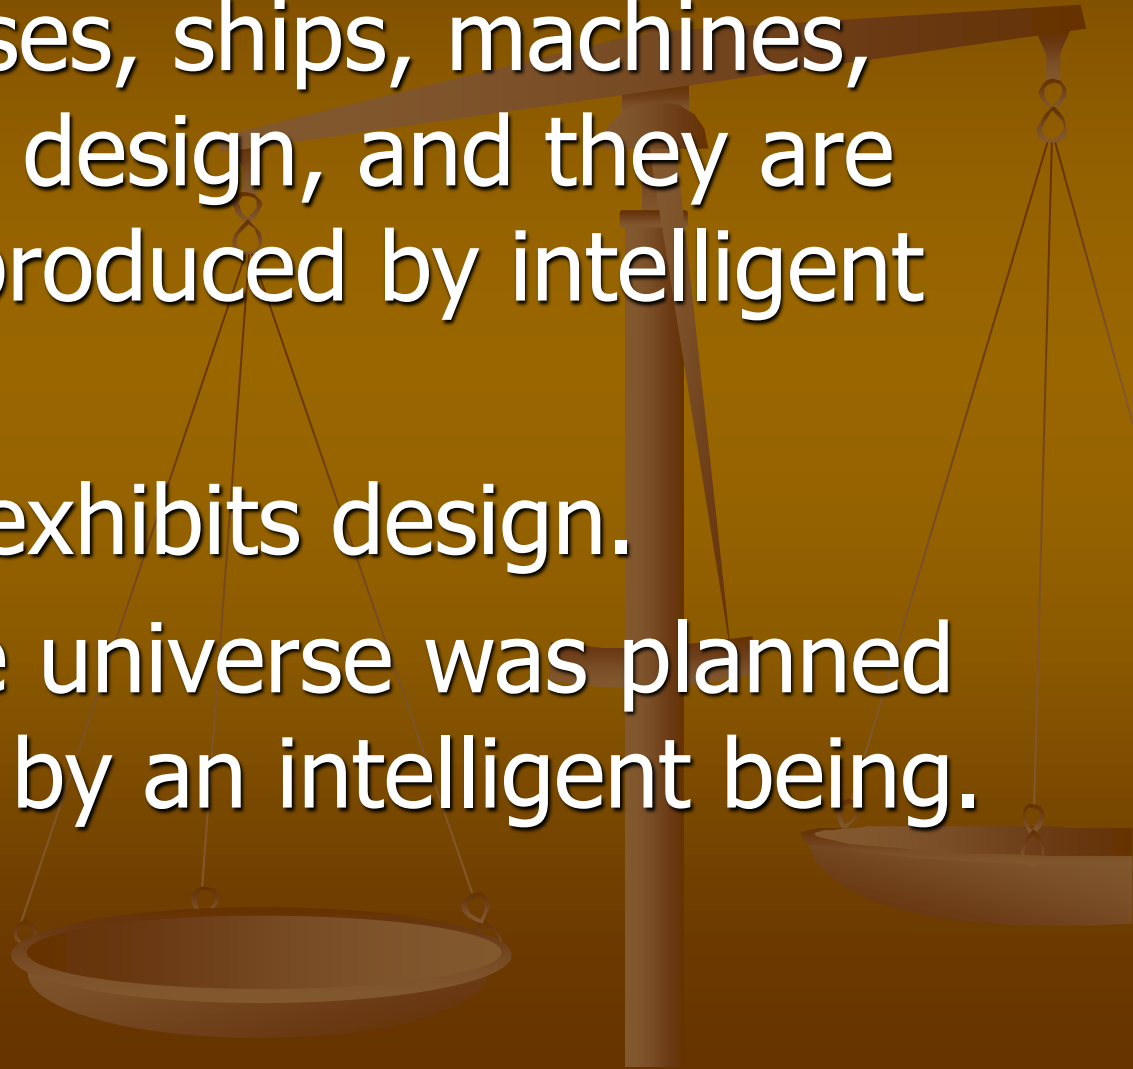 ses, ships, machines,
design, and they are
produced by intelligent
exhibits design.
e universe was planned
by an intelligent being.